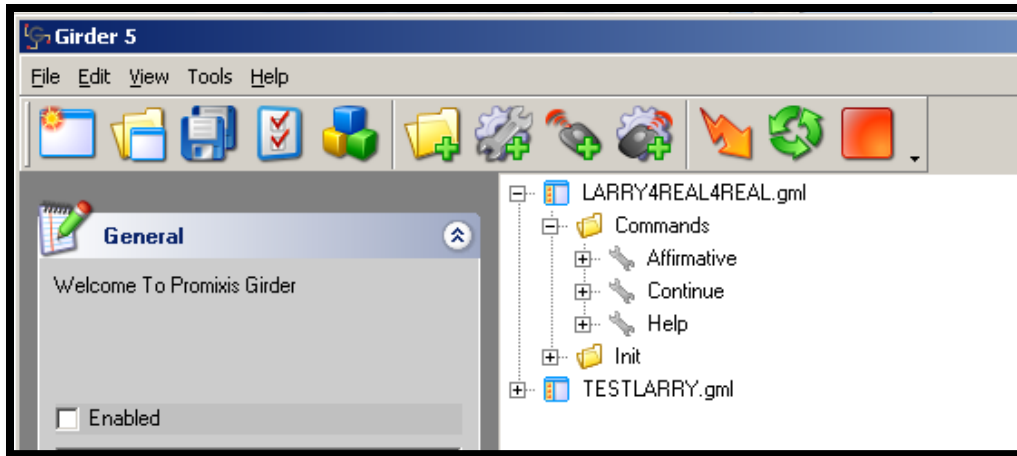 Girder 5
File Edit View Tools Help
General
Welcome To Promixis Girder
Enabled
LARRY4REAL4REAL.gml
Commands
Affirmative
Continue
Help
Init
TESTLARRY.gml